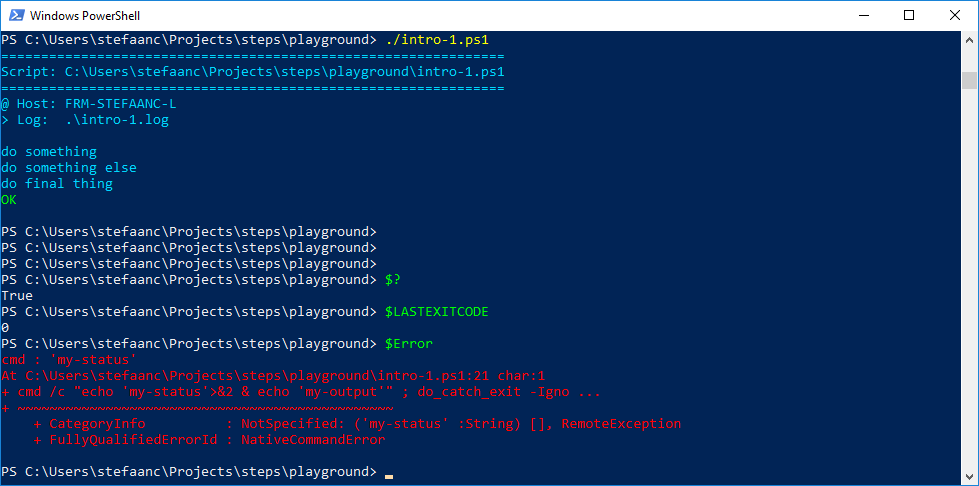 Windows PowerShell
PS C:\Users\stefaanc\Projects\steps\playground> ./intro-1.ps1
===============================================================
Script: C:\Users\stefaanc\Projects\steps\playground\intro-1.ps1
===============================================================
@ Host: FRM-STEFAANC-L
> Log:  .\intro-1.log
do something
do something else
do final thing
OK
PS C:\Users\stefaanc\Projects\steps\playground>
PS C:\Users\stefaanc\Projects\steps\playground>
PS C:\Users\stefaanc\Projects\steps\playground>
PS C:\Users\stefaanc\Projects\steps\playground> $?
True
PS C:\Users\stefaanc\Projects\steps\playground> $LASTEXITCODE
0
PS C:\Users\stefaanc\Projects\steps\playground> $Error
cmd : 'my-status'
At C:\Users\stefaanc\Projects\steps\playground\intro-1.ps1:21 char:1
+ cmd /c "echo 'my-status'>&2 & echo 'my-output'" ; do_catch_exit -Igno ...
+ ~~~~~~~~~~~~~~~~~~~~~~~~~~~~~~~~~~~~~~~~~~~~~~~
    + CategoryInfo          : NotSpecified: ('my-status' :String) [], RemoteException
    + FullyQualifiedErrorId : NativeCommandError
PS C:\Users\stefaanc\Projects\steps\playground>